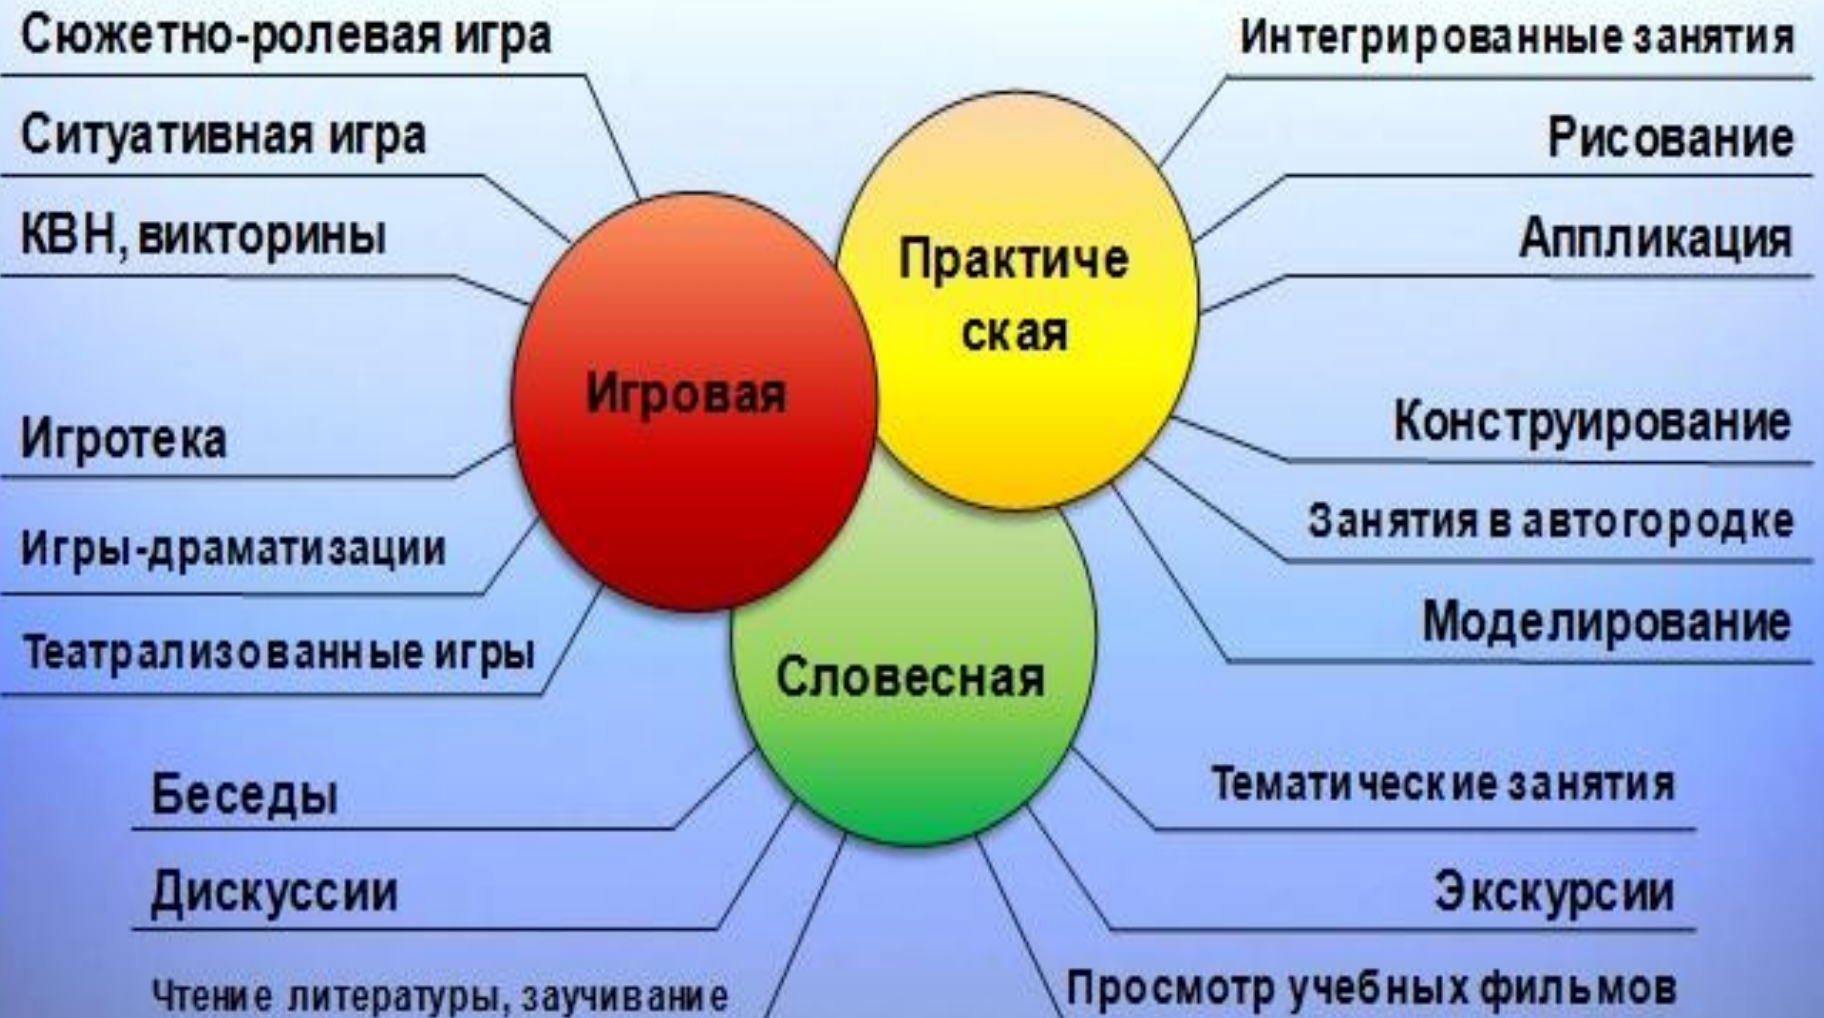 Сюжетно-ролевая игра
Ситуативная игра
КВН, викторины
Игротека
Игры-драматизации
Театрализованные игры
Игровая
Практиче
ская
Интегрированные занятия
Рисование
Аппликация
Конструирование
Занятия в автогородке
Моделирование
Словесная
Беседы
Дискуссии
Чтение литературы, заучивание
Тематические занятия
Экскурсии
Просмотр учебных фильмов